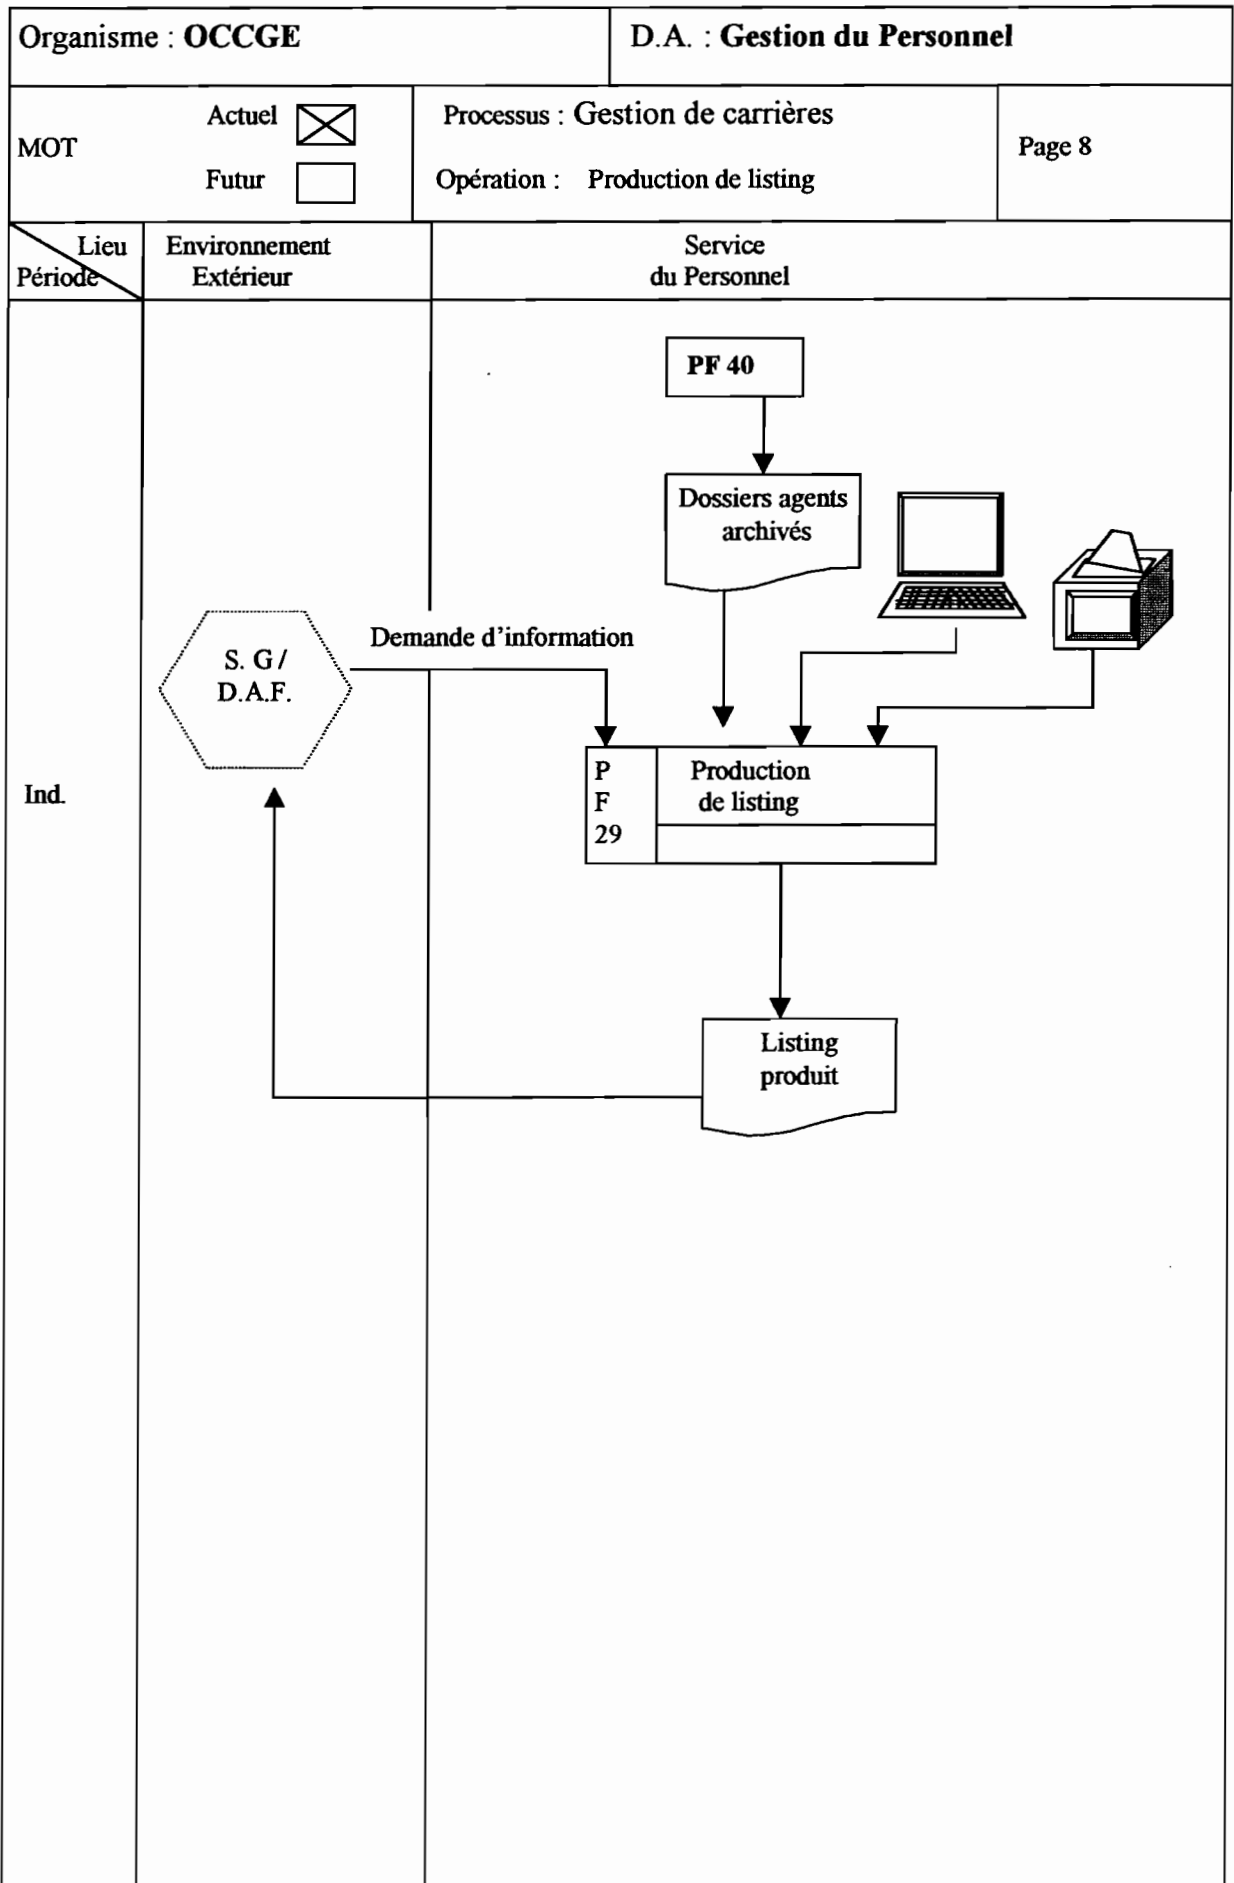 Organisme : OCCGE
D.A. : Gestion du Personnel
MOT
Actuel
Futur
Processus : Gestion de carrières
Opération : Production de listing
Page 8
Lieu
Période
Environnement
Extérieur
Service
du Personnel
PF 40
Dossiers agents
archivés
Demande d'information
S. G /
D.A.F.
Ind.
P
F
29
Production
de listing
Listing
produit